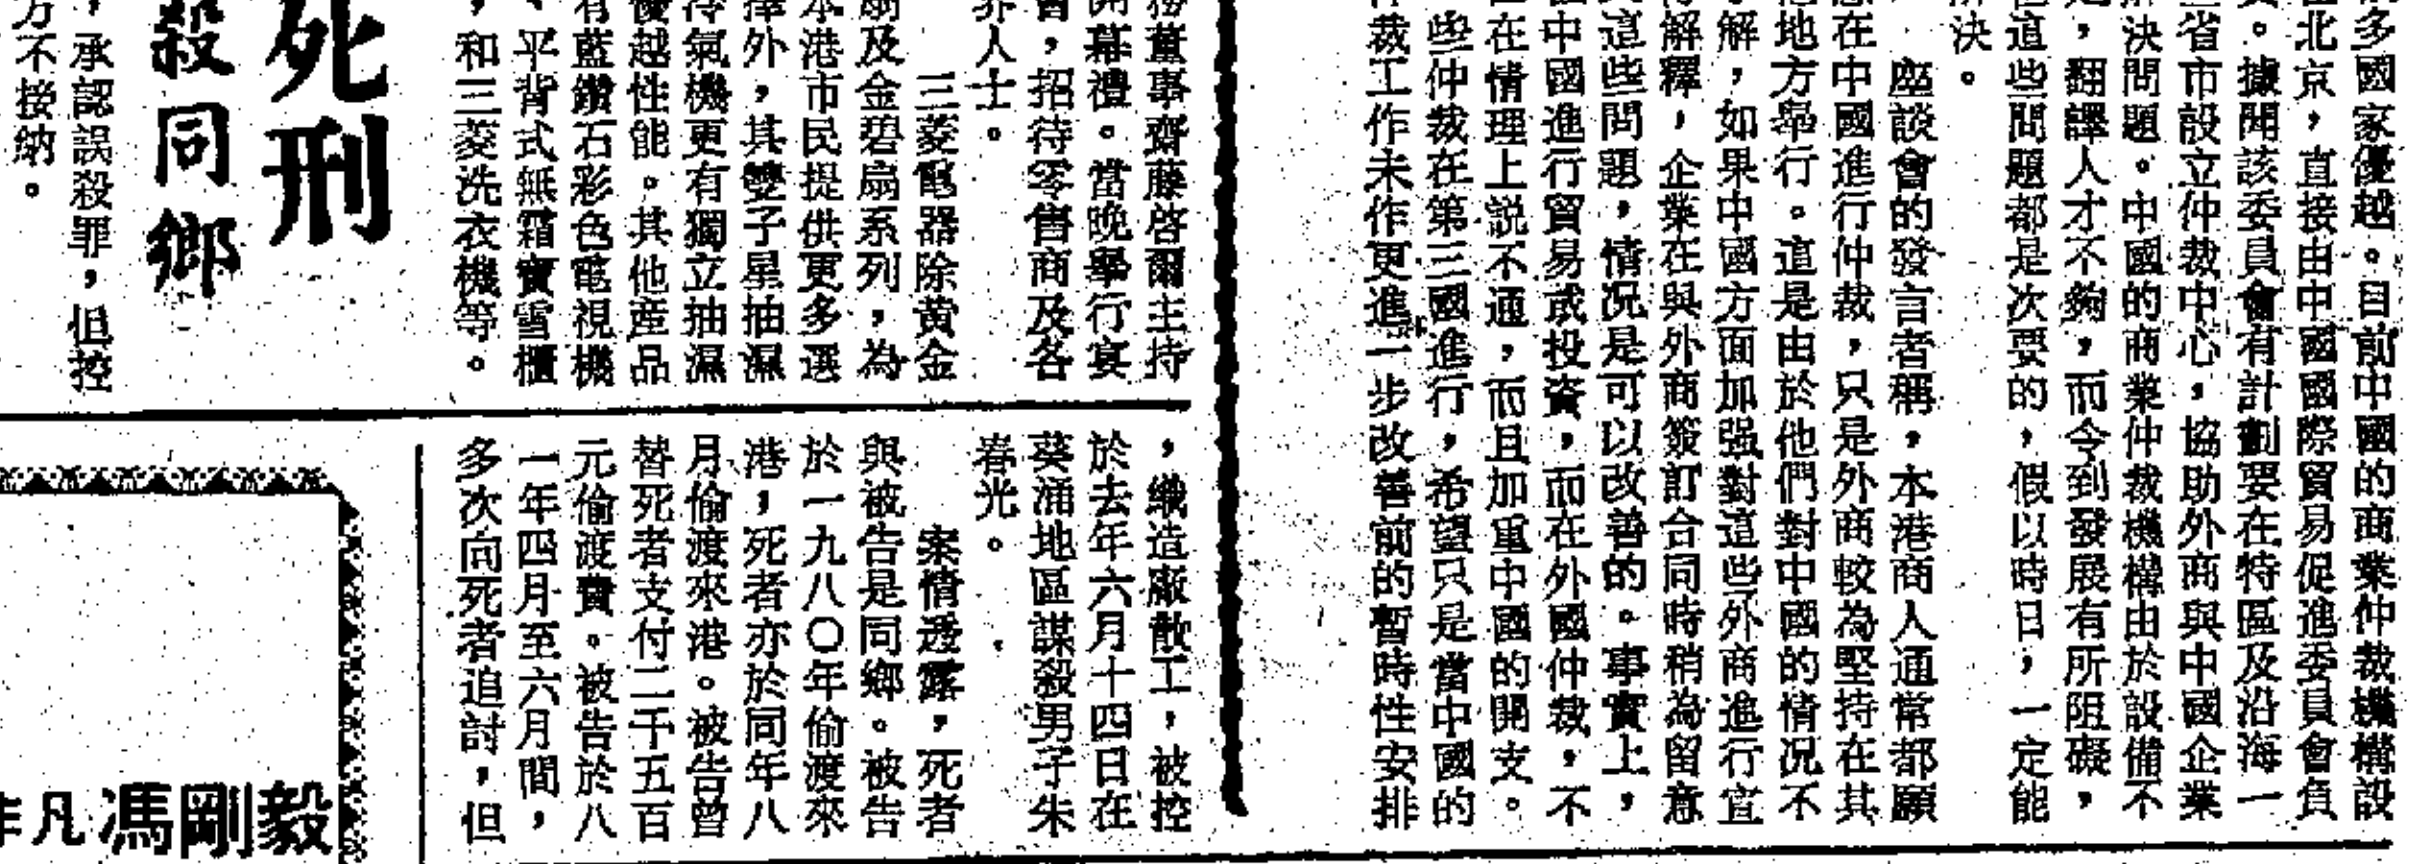 多國家優越。目前中國的商業仲裁機構設
北京，直接由中國國際貿易促進委員會負
。據聞該委員會有計劃要在特區及沿海一
省市設立仲裁中心，協助外商與中國企業
決問題。中國的商業仲裁機構由於設備不
，翻譯人才不夠，而令到發展有所阻礙，
這些問題都是次要的，假以時日，一定能
決。
座談會的發言者稱，本港商人通常都願
在中國進行仲裁，只是外商較為堅持在其
地方舉行。這是由於他們對中國的情況不
解，如果中國方面加强對這些外商進行宣
解釋，企業在與外商簽訂合同時稍為留意
這些問題，情況是可以改善的。事實上，
中國進行貿易或投資，而在外國仲裁，不
在情理上説不通，而且加重中國的開支。
些仲裁在第三國進行，希望只是當中國的
裁工作未作更進一步改善前的暫時性安排
董事齋藤啓爾主持
開幕禮。當晚舉行宴
會，招待零售商及各
界人士。
三菱電器除黃金
扇及金碧扇系列，為
本港市民提供更多選
擇外，其雙子星抽濕
冷氣機更有獨立抽濕
優越性能。其他產品
有藍鑽石彩色電視機
、平背式無霜寶雪櫃
，和三菱洗衣機等。
死刑
殺同鄉
，承認誤殺罪，但控
方不接納。
，織造廠散工，被控
於去年六月十四日在
葵涌地區謀殺男子朱
春光。
案情透露，死者
與被告是同鄉。被告
於一九八〇年偷渡來
港，死者亦於同年八
月偷渡來港。被告曾
替死者支付二千五百
元偷渡費。被告於八
一年四月至六月間，
多次向死者追討，但
毅剛馮凡